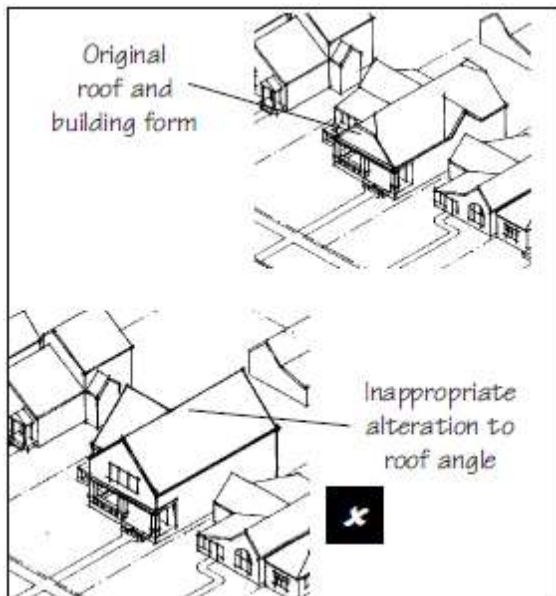 Original
roof and
building form
Inappropriate
alteration to
roof angle
x